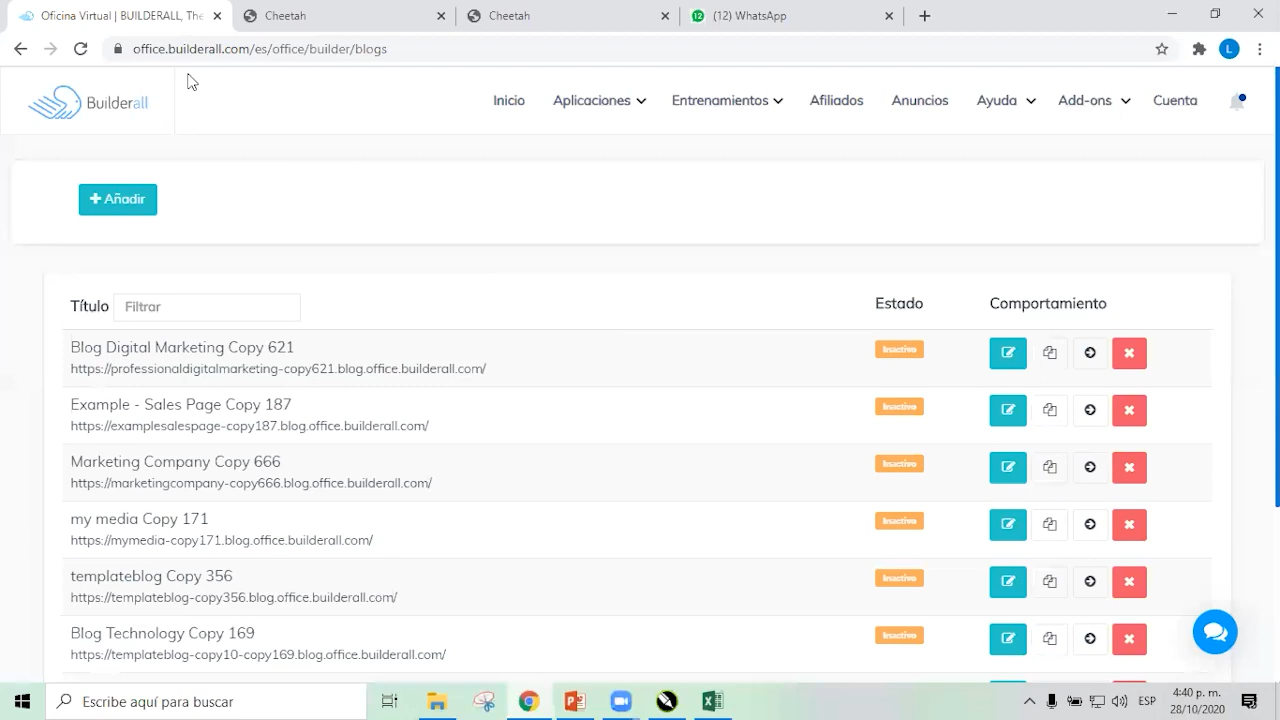 Oficina Virtual | BUILDERALL, The
Cheetah
Cheetah
(12) WhatsApp
12
office.builderall.com/es/office/builder/blogs
L
Builderall
Inicio
Aplicaciones
Entrenamientos
Afiliados
Anuncios
Ayuda
Add-ons
Cuenta
Añadir
Título
Filtrar
Estado
Comportamiento
Blog Digital Marketing Copy 621
Inactivo
https://professionaldigitalmarketing-copy621.blog.office.builderall.com/
Example - Sales Page Copy 187
Inactivo
https://examplesalespage-copy187.blog.office.builderall.com/
Marketing Company Copy 666
Inactivo
https://marketingcompany-copy666.blog.office.builderall.com/
my media Copy 171
Inactivo
https://mymedia-copy171.blog.office.builderall.com/
templateblog Copy 356
Inactivo
https://templateblog-copy356.blog.office.builderall.com/
Blog Technology Copy 169
Inactivo
https://templateblog-copy10-copy169.blog.office.builderall.com/
Escribe aquí para buscar
ESP
4:40 p. m.
28/10/2020